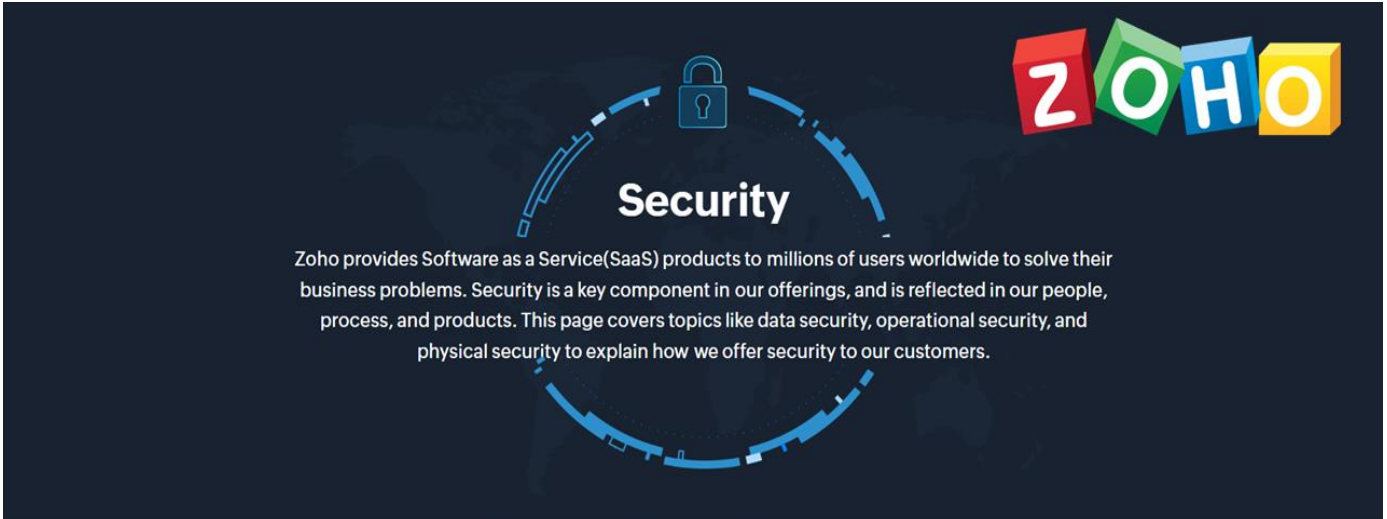 ZOHO
Security
Zoho provides Software as a Service(SaaS) products to millions of users worldwide to solve their
business problems. Security is a key component in our offerings, and is reflected in our people,
process, and products. This page covers topics like data security, operational security, and
physical security to explain how we offer security to our customers.